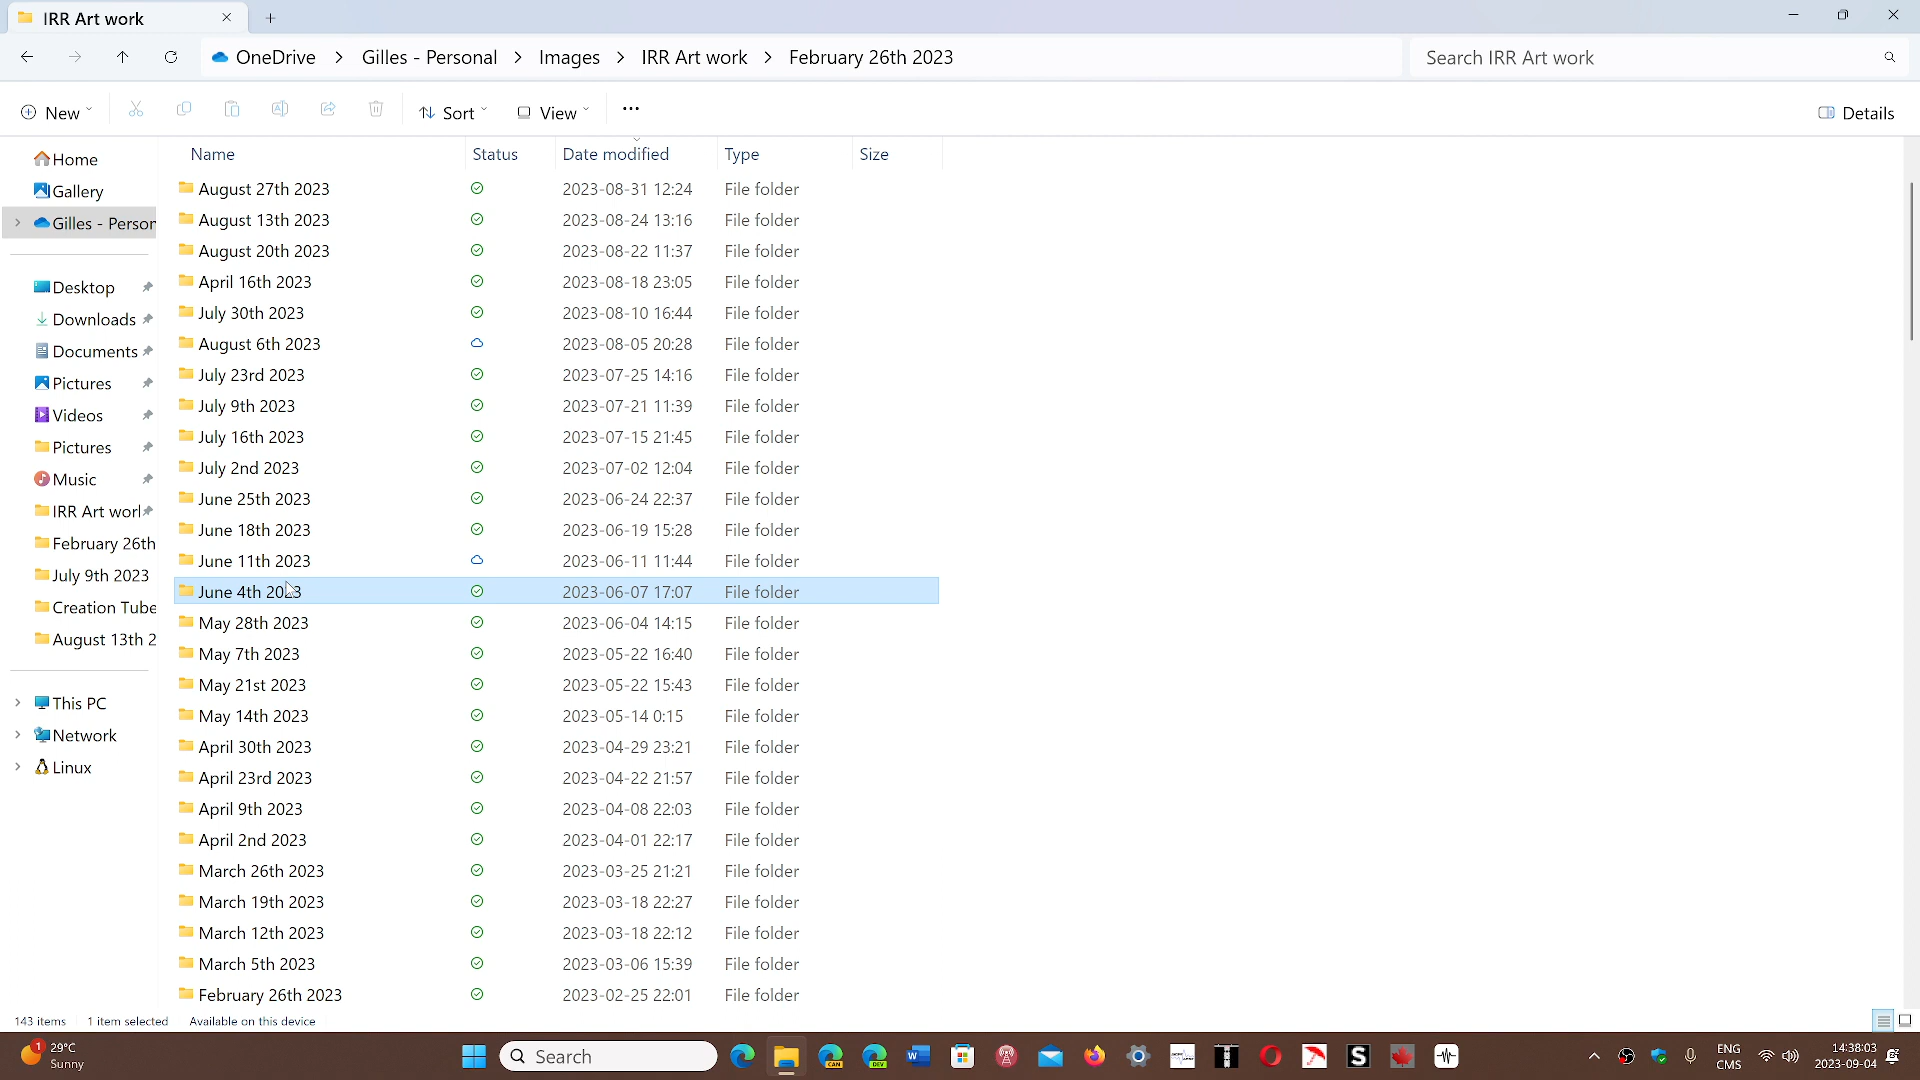 IRR Art work
OneDrive > Gilles - Personal > Images > IRR Art work > February 26th 2023
Search IRR Art work
New
Sort
View
Details
Home
Gallery
Gilles - Person
Desktop
Downloads
Documents
Pictures
Videos
Pictures
Music
IRR Art worl
February 26th
July 9th 2023
Creation Tube
August 13th 2
This PC
Network
Linux
Name Status Date modified Type Size
August 27th 2023 2023-08-31 12:24 File folder
August 13th 2023 2023-08-24 13:16 File folder
August 20th 2023 2023-08-22 11:37 File folder
April 16th 2023 2023-08-18 23:05 File folder
July 30th 2023 2023-08-10 16:44 File folder
August 6th 2023 2023-08-05 20:28 File folder
July 23rd 2023 2023-07-25 14:16 File folder
July 9th 2023 2023-07-21 11:39 File folder
July 16th 2023 2023-07-15 21:45 File folder
July 2nd 2023 2023-07-02 12:04 File folder
June 25th 2023 2023-06-24 22:37 File folder
June 18th 2023 2023-06-19 15:28 File folder
June 11th 2023 2023-06-11 11:44 File folder
June 4th 2023 2023-06-07 17:07 File folder
May 28th 2023 2023-06-04 14:15 File folder
May 7th 2023 2023-05-22 16:40 File folder
May 21st 2023 2023-05-22 15:43 File folder
May 14th 2023 2023-05-14 0:15 File folder
April 30th 2023 2023-04-29 23:21 File folder
April 23rd 2023 2023-04-22 21:57 File folder
April 9th 2023 2023-04-08 22:03 File folder
April 2nd 2023 2023-04-01 22:17 File folder
March 26th 2023 2023-03-25 21:21 File folder
March 19th 2023 2023-03-18 22:27 File folder
March 12th 2023 2023-03-18 22:12 File folder
March 5th 2023 2023-03-06 15:39 File folder
February 26th 2023 2023-02-25 22:01 File folder
143 items 1 item selected Available on this device
1
29°C
Sunny
Search
CAN
DEV
S
ENG
CMS
14:38:03
2023-09-04